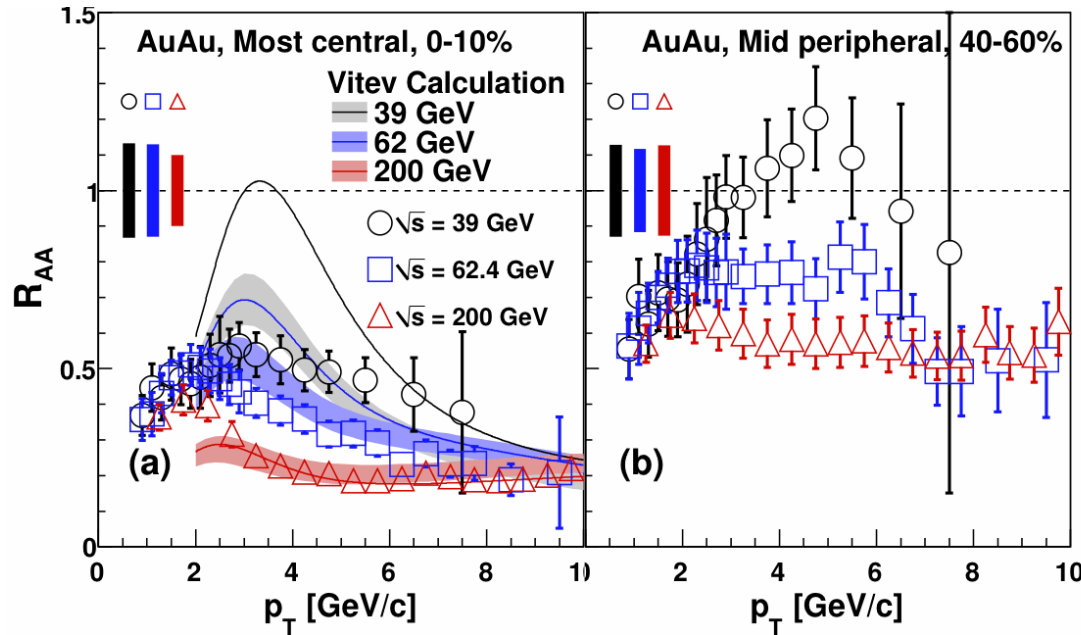 1.5
1
0.5
0
R_AA
AuAu, Most central, 0-10%
Vitev Calculation
39 GeV
62 GeV
200 GeV
√s = 39 GeV
√s = 62.4 GeV
√s = 200 GeV
(a)
0 2 4 6 8 10
p_T [GeV/c]
AuAu, Mid peripheral, 40-60%
(b)
2 4 6 8 10
p_T [GeV/c]